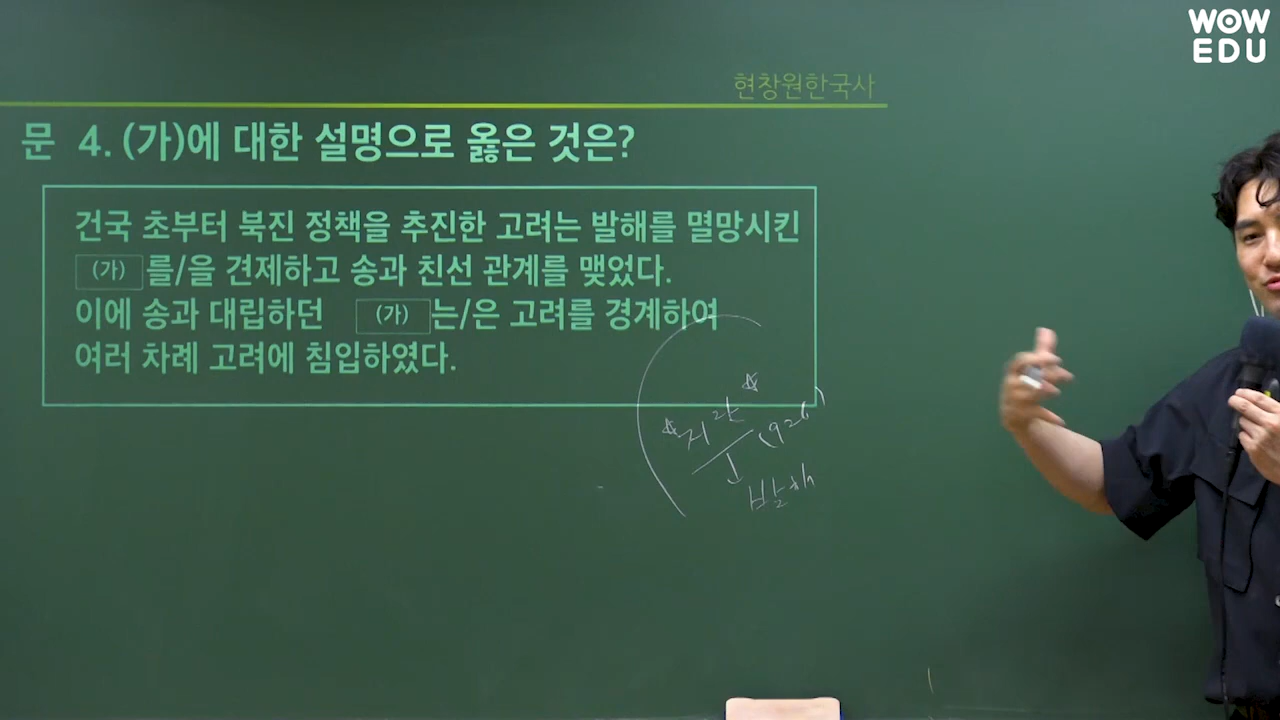 WOW
EDU
현창원한국사
문 4. (가)에 대한 설명으로 옳은 것은?
건국 초부터 북진 정책을 추진한 고려는 발해를 멸망시킨
(가) 를/을 견제하고 송과 친선 관계를 맺었다.
이에 송과 대립하던 (가) 는/은 고려를 경계하여
여러 차례 고려에 침입하였다.
거란
(926)
발해